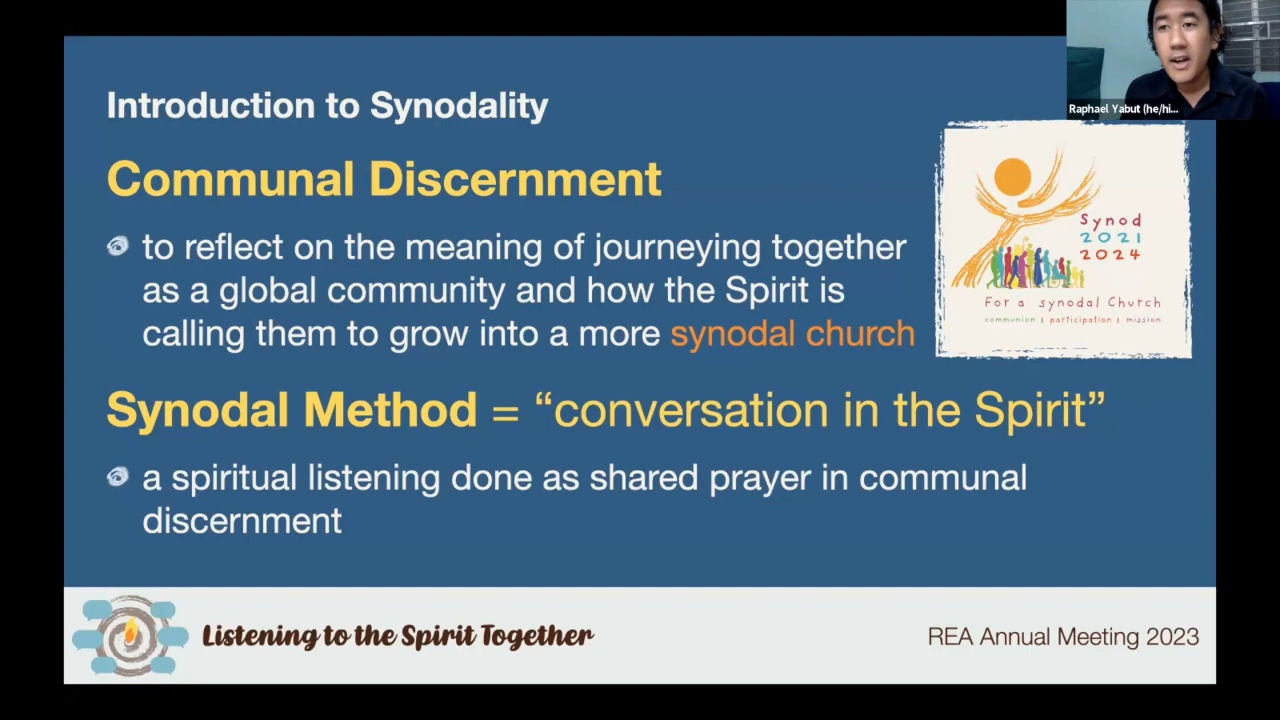 Raphael Yabut (he/hi...
Introduction to Synodality
Communal Discernment
to reflect on the meaning of journeying together
as a global community and how the Spirit is
calling them to grow into a more synodal church
Synod
2021
2024
For a synodal Church
communion | participation | mission
Synodal Method = “conversation in the Spirit”
a spiritual listening done as shared prayer in communal
discernment
Listening to the Spirit Together
REA Annual Meeting 2023